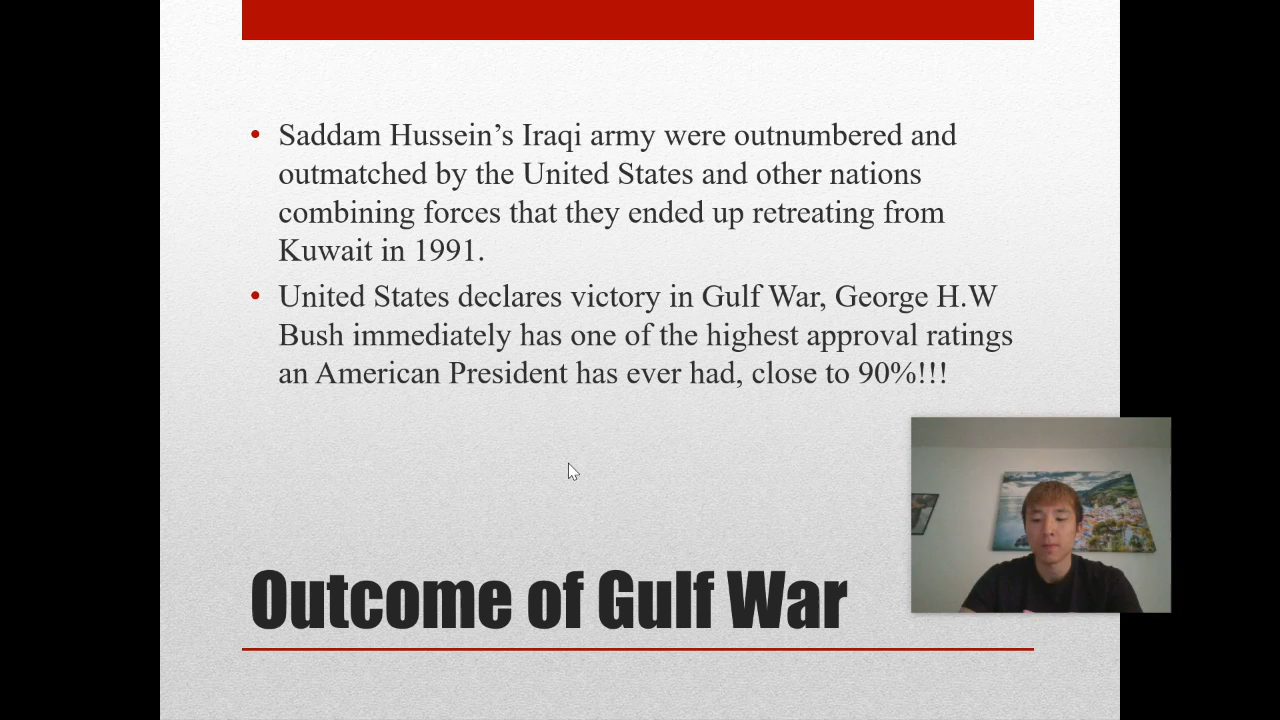 • Saddam Hussein’s Iraqi army were outnumbered and
outmatched by the United States and other nations
combining forces that they ended up retreating from
Kuwait in 1991.
• United States declares victory in Gulf War, George H.W
Bush immediately has one of the highest approval ratings
an American President has ever had, close to 90%!!!
Outcome of Gulf War